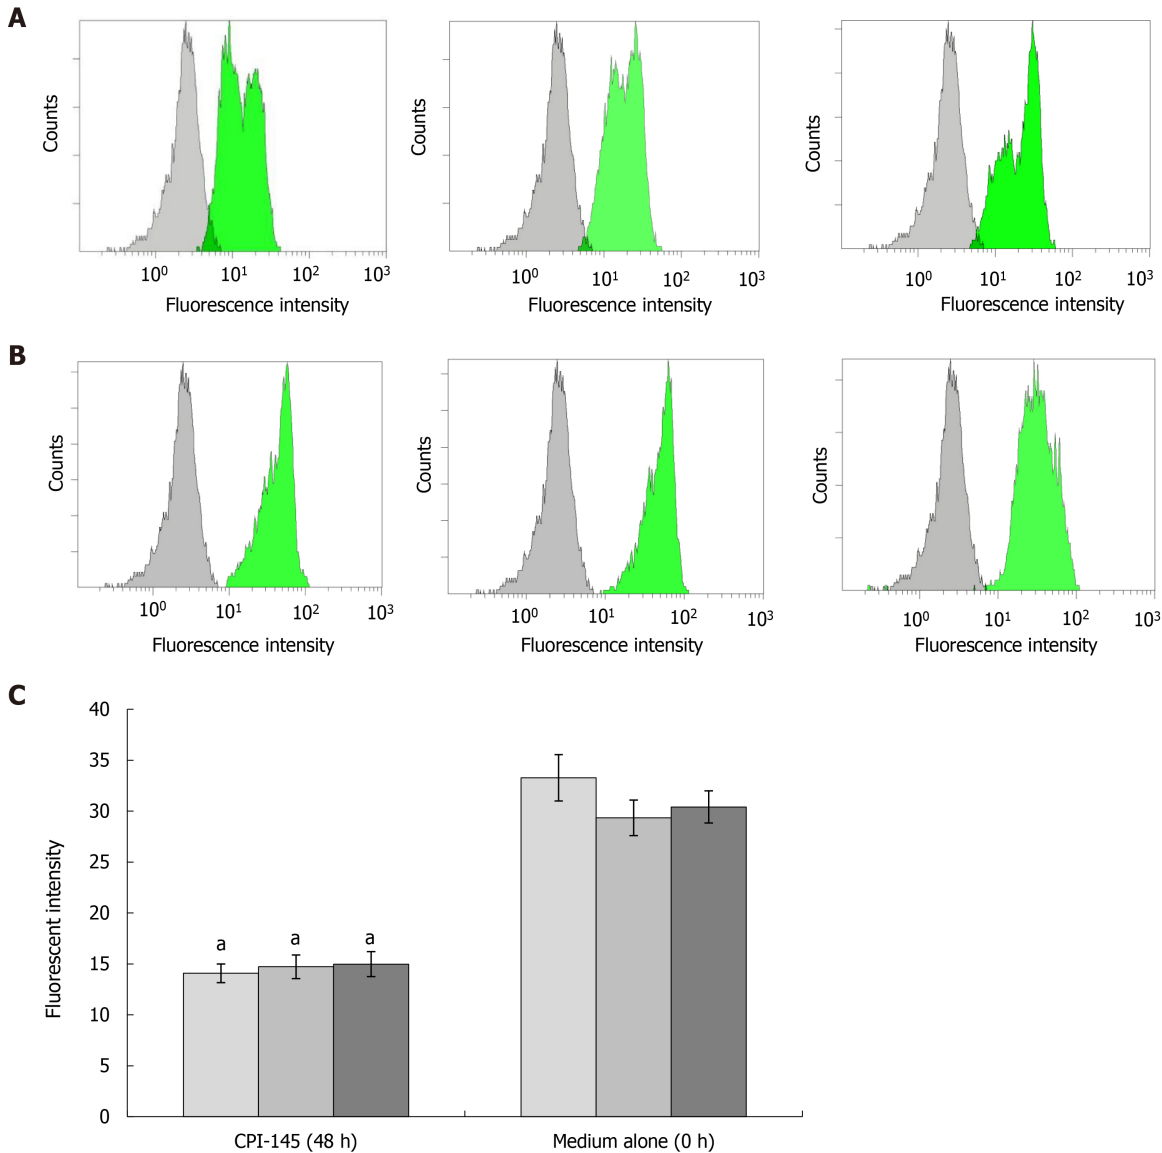 A
Counts
10⁰ 10¹ 10² 10³
Fluorescence intensity
Counts
10⁰ 10¹ 10² 10³
Fluorescence intensity
Counts
10⁰ 10¹ 10² 10³
Fluorescence intensity
B
Counts
10⁰ 10¹ 10² 10³
Fluorescence intensity
Counts
10⁰ 10¹ 10² 10³
Fluorescence intensity
Counts
10⁰ 10¹ 10² 10³
Fluorescence intensity
C
Fluorescent intensity
40
35
30
25
20
15
10
5
0
a a a
CPI-145 (48 h) Medium alone (0 h)